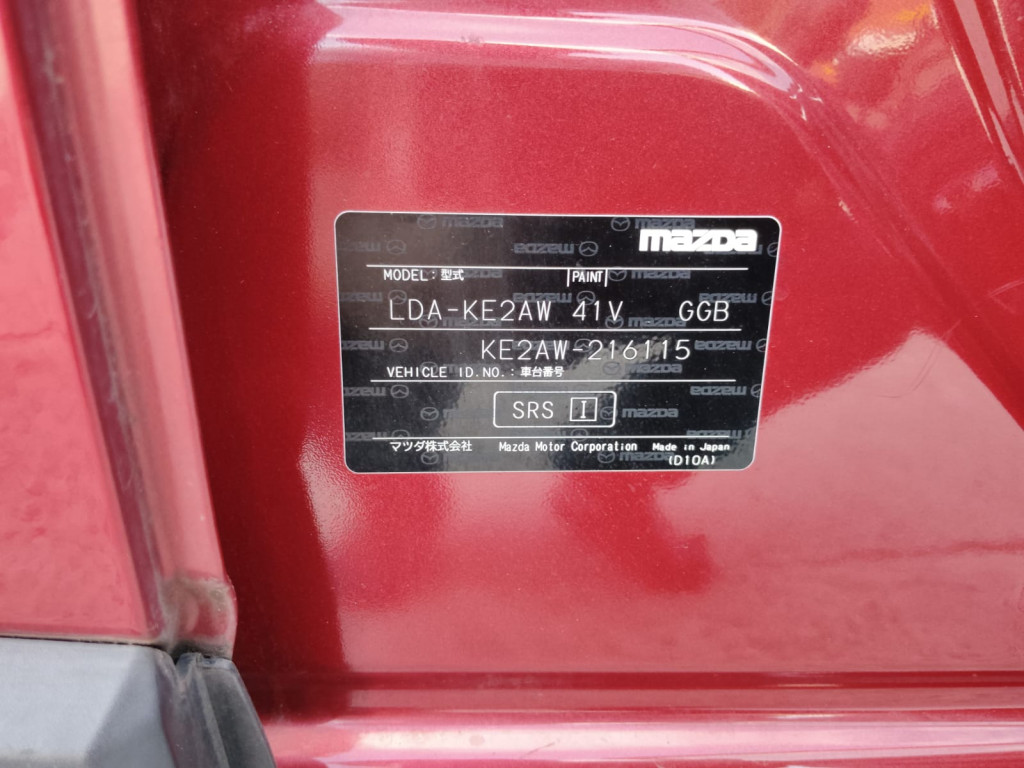 mazda
MODEL: 型式 PAINT
LDA-KE2AW 41V GGB
KE2AW-216115
VEHICLE ID.NO.: 車台番号
SRS I
マツダ株式会社 Mazda Motor Corporation Made in Japan
(D10A)